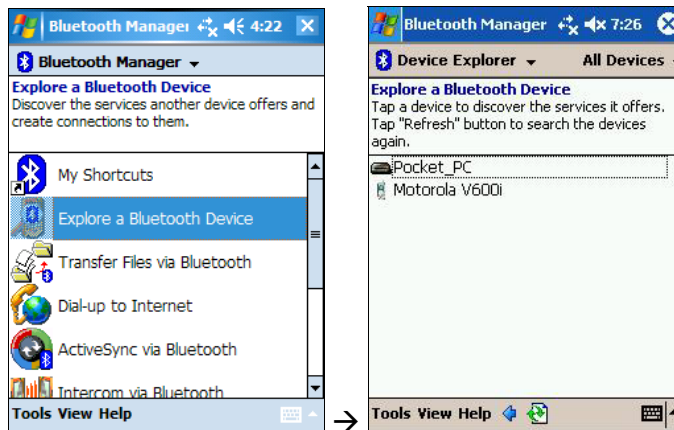 Bluetooth Manager 4:22
Bluetooth Manager
Explore a Bluetooth Device
Discover the services another device offers and
create connections to them.
My Shortcuts
Explore a Bluetooth Device
Transfer Files via Bluetooth
Dial-up to Internet
ActiveSync via Bluetooth
Intercom via Bluetooth
Tools View Help
→
Bluetooth Manager 7:26
Device Explorer All Devices
Explore a Bluetooth Device
Tap a device to discover the services it offers.
Tap "Refresh" button to search the devices
again.
Pocket_PC
Motorola V600i
Tools View Help